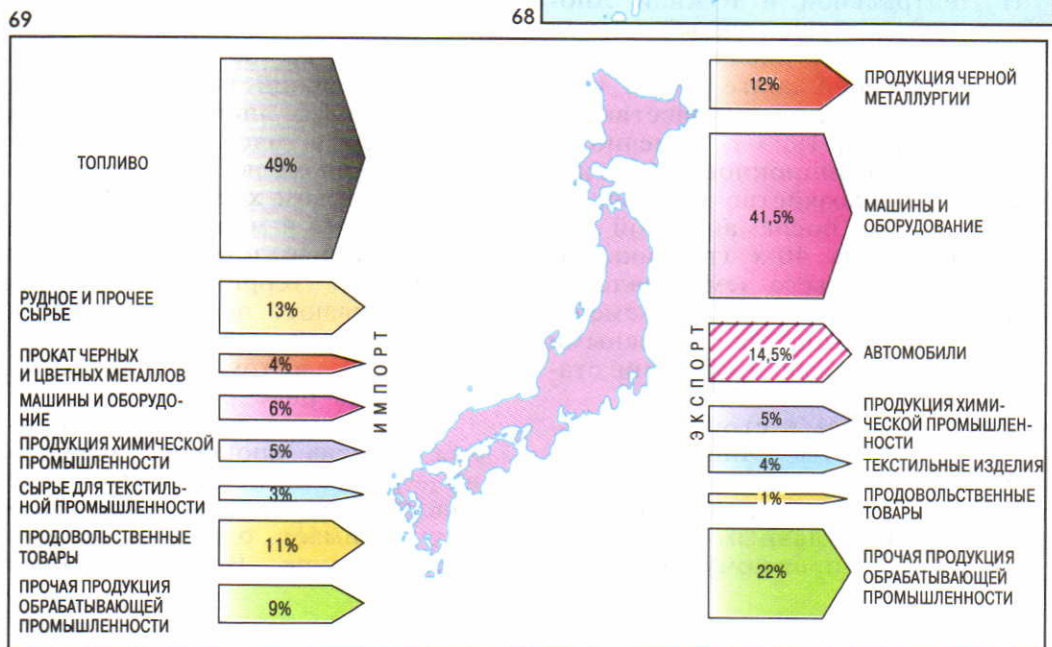 69
68
ТОПЛИВО
49%
РУДНОЕ И ПРОЧЕЕ
СЫРЬЕ
13%
ПРОКАТ ЧЕРНЫХ
И ЦВЕТНЫХ МЕТАЛЛОВ
4%
МАШИНЫ И ОБОРУДО-
НИЕ
6%
ПРОДУКЦИЯ ХИМИЧЕСКОЙ
ПРОМЫШЛЕННОСТИ
5%
СЫРЬЕ ДЛЯ ТЕКСТИЛЬ-
НОЙ ПРОМЫШЛЕННОСТИ
3%
ПРОДОВОЛЬСТВЕННЫЕ
ТОВАРЫ
11%
ПРОЧАЯ ПРОДУКЦИЯ
ОБРАБАТЫВАЮЩЕЙ
ПРОМЫШЛЕННОСТИ
9%
ИМПОРТ
ЭКСПОРТ
12%
ПРОДУКЦИЯ ЧЕРНОЙ
МЕТАЛЛУРГИИ
41,5%
МАШИНЫ И
ОБОРУДОВАНИЕ
14,5%
АВТОМОБИЛИ
5%
ПРОДУКЦИЯ ХИМИ-
ЧЕСКОЙ ПРОМЫШЛЕН-
НОСТИ
4%
ТЕКСТИЛЬНЫЕ ИЗДЕЛИЯ
1%
ПРОДОВОЛЬСТВЕННЫЕ
ТОВАРЫ
22%
ПРОЧАЯ ПРОДУКЦИЯ
ОБРАБАТЫВАЮЩЕЙ
ПРОМЫШЛЕННОСТИ